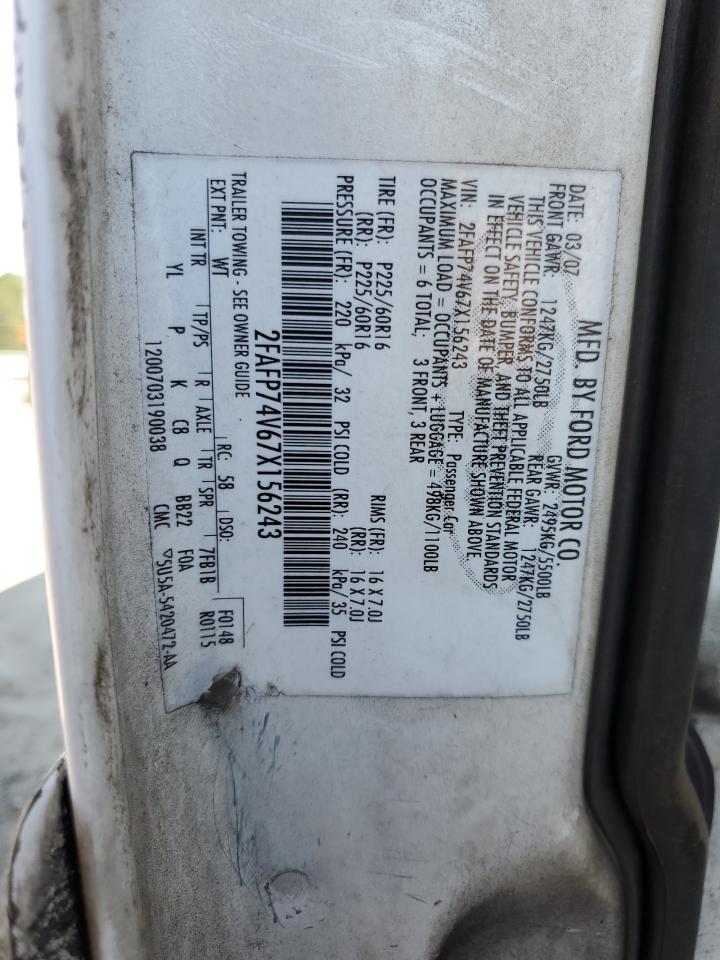 MFD. BY FORD MOTOR CO.
DATE: 03/07 GVWR: 2495KG/5500LB
FRONT GAWR: 1247KG/2750LB REAR GAWR: 1247KG/2750LB
THIS VEHICLE CONFORMS TO ALL APPLICABLE FEDERAL MOTOR
VEHICLE SAFETY, BUMPER, AND THEFT PREVENTION STANDARDS
IN EFFECT ON THE DATE OF MANUFACTURE SHOWN ABOVE.
VIN: 2FAFP74V67X156243 TYPE: Passenger Car
MAXIMUM LOAD = OCCUPANTS + LUGGAGE = 498KG/1100LB
OCCUPANTS = 6 TOTAL; 3 FRONT, 3 REAR
TIRE (FR): P225/60R16 RIMS (FR): 16 X 7.0J
(RR): P225/60R16 (RR): 16 X 7.0J
PRESSURE (FR): 220 kPa/ 32 PSI COLD (RR): 240 kPa/ 35 PSI COLD
2FAFP74V67X156243
TRAILER TOWING - SEE OWNER GUIDE
EXT PNT: WT RC: 58 DSO: F0148
7FB1B R0115
INT TR TP/PS R AXLE TR SPR
YL P K C8 Q BB22 F0A
1200703190038 CMC ▽5U5A-5420472-AA